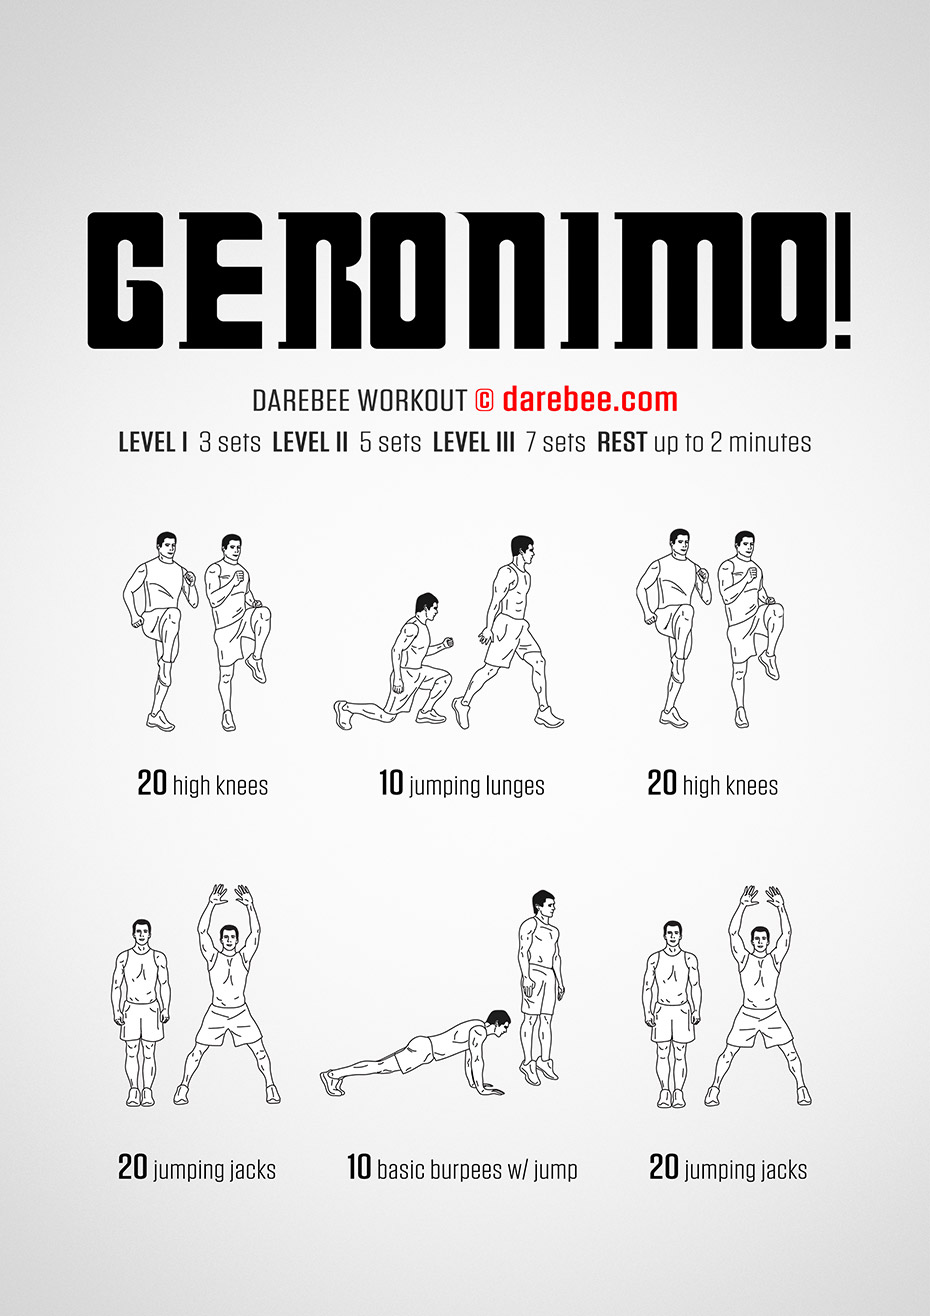 GERONIMO!
DAREBEE WORKOUT © darebee.com
LEVEL I 3 sets LEVEL II 5 sets LEVEL III 7 sets REST up to 2 minutes
20 high knees
10 jumping lunges
20 high knees
20 jumping jacks
10 basic burpees w/ jump
20 jumping jacks